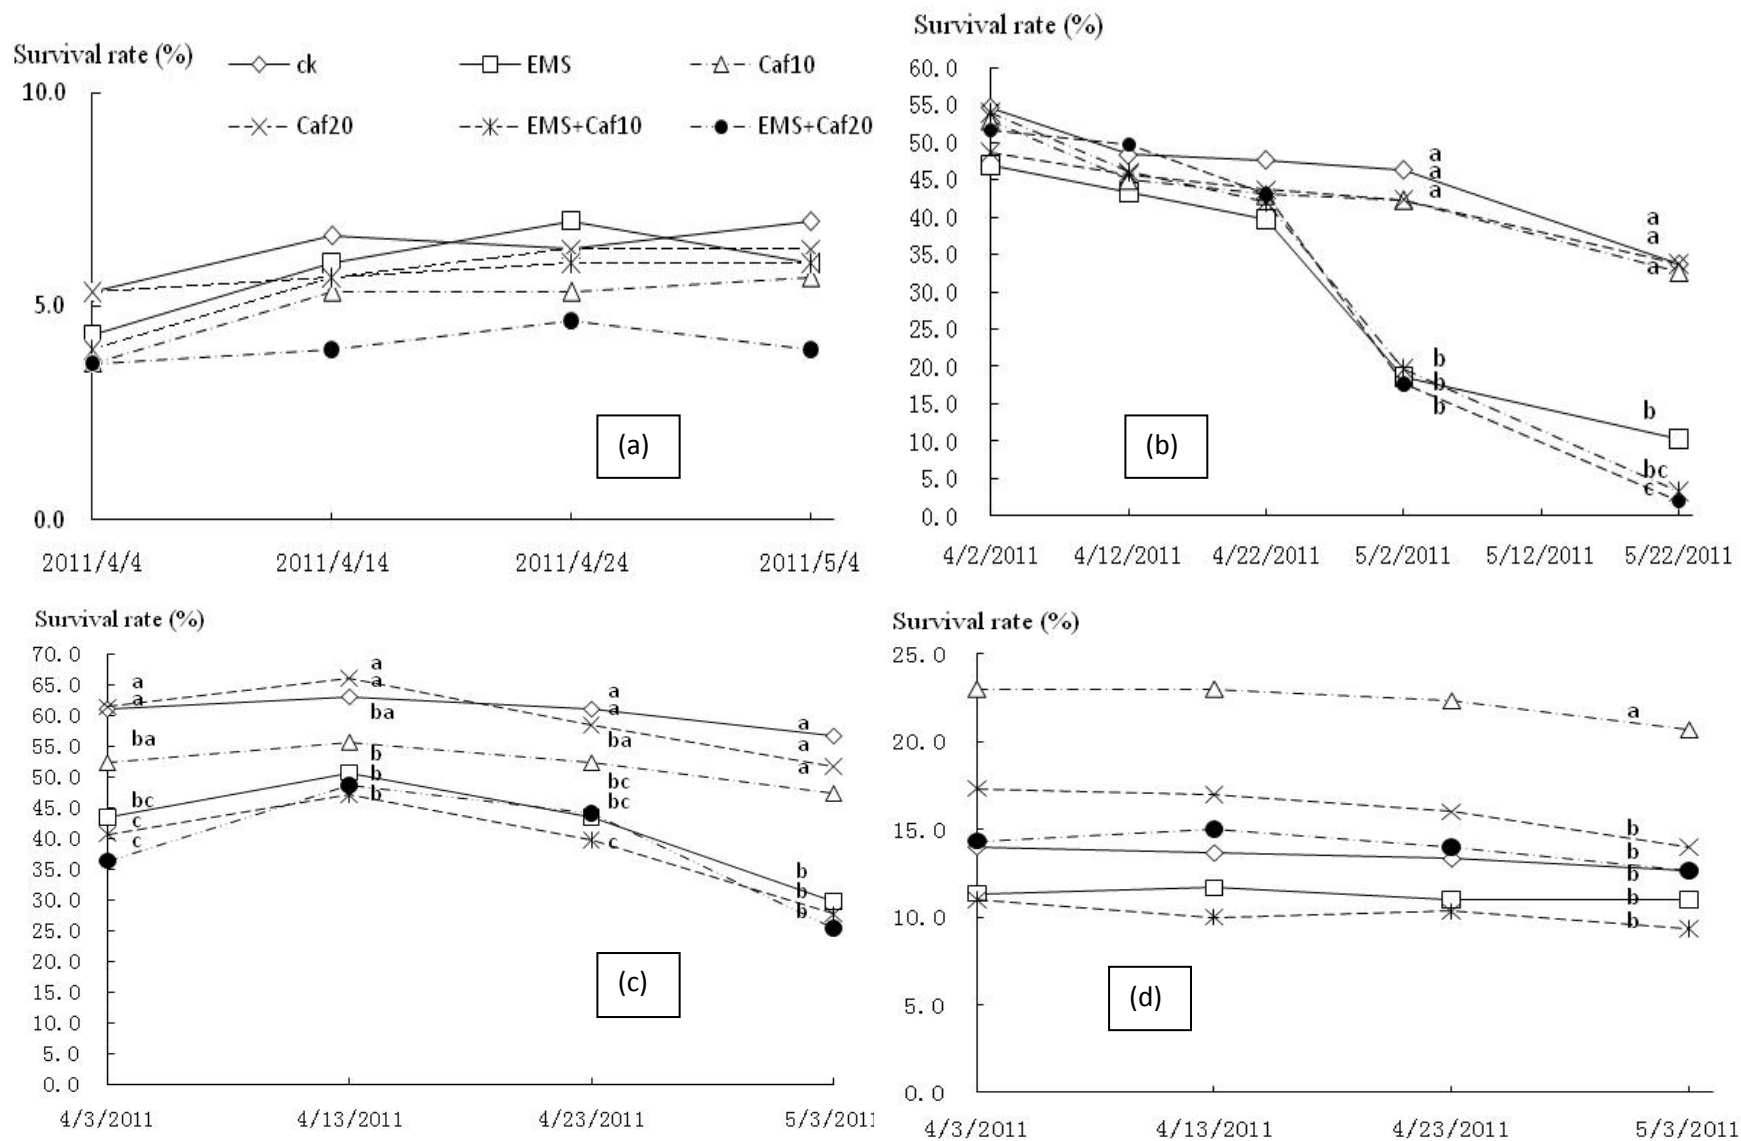 Survival rate (%)
ck
EMS
Caf10
Caf20
EMS+Caf10
EMS+Caf20
10.0
5.0
0.0
2011/4/4
2011/4/14
2011/4/24
2011/5/4
(a)
Survival rate (%)
60.0
55.0
50.0
45.0
40.0
35.0
30.0
25.0
20.0
15.0
10.0
5.0
0.0
a
a
a
a
a
a
b
b
b
b
bc
c
4/2/2011
4/12/2011
4/22/2011
5/2/2011
5/12/2011
5/22/2011
(b)
Survival rate (%)
70.0
65.0
60.0
55.0
50.0
45.0
40.0
35.0
30.0
25.0
20.0
15.0
10.0
5.0
0.0
a
a
ba
bc
c
c
a
a
ba
b
b
b
a
a
ba
bc
bc
c
a
a
a
b
b
b
4/3/2011
4/13/2011
4/23/2011
5/3/2011
(c)
Survival rate (%)
25.0
20.0
15.0
10.0
5.0
0.0
a
b
b
b
b
b
4/3/2011
4/13/2011
4/23/2011
5/3/2011
(d)